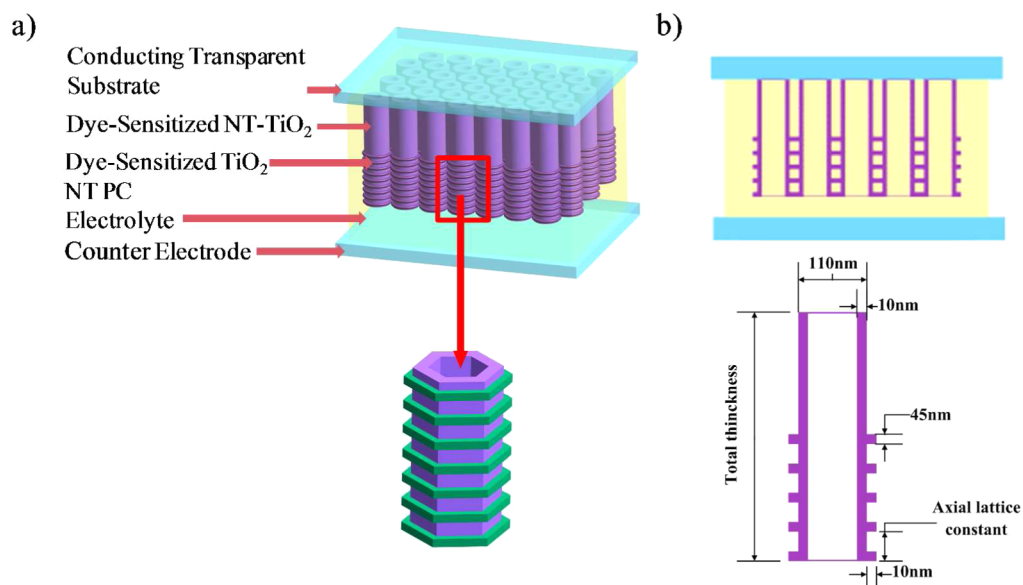 a)
Conducting Transparent
Substrate
Dye-Sensitized NT-TiO₂
Dye-Sensitized TiO₂
NT PC
Electrolyte
Counter Electrode
b)
110nm
10nm
45nm
Total thinckness
Axial lattice
constant
10nm